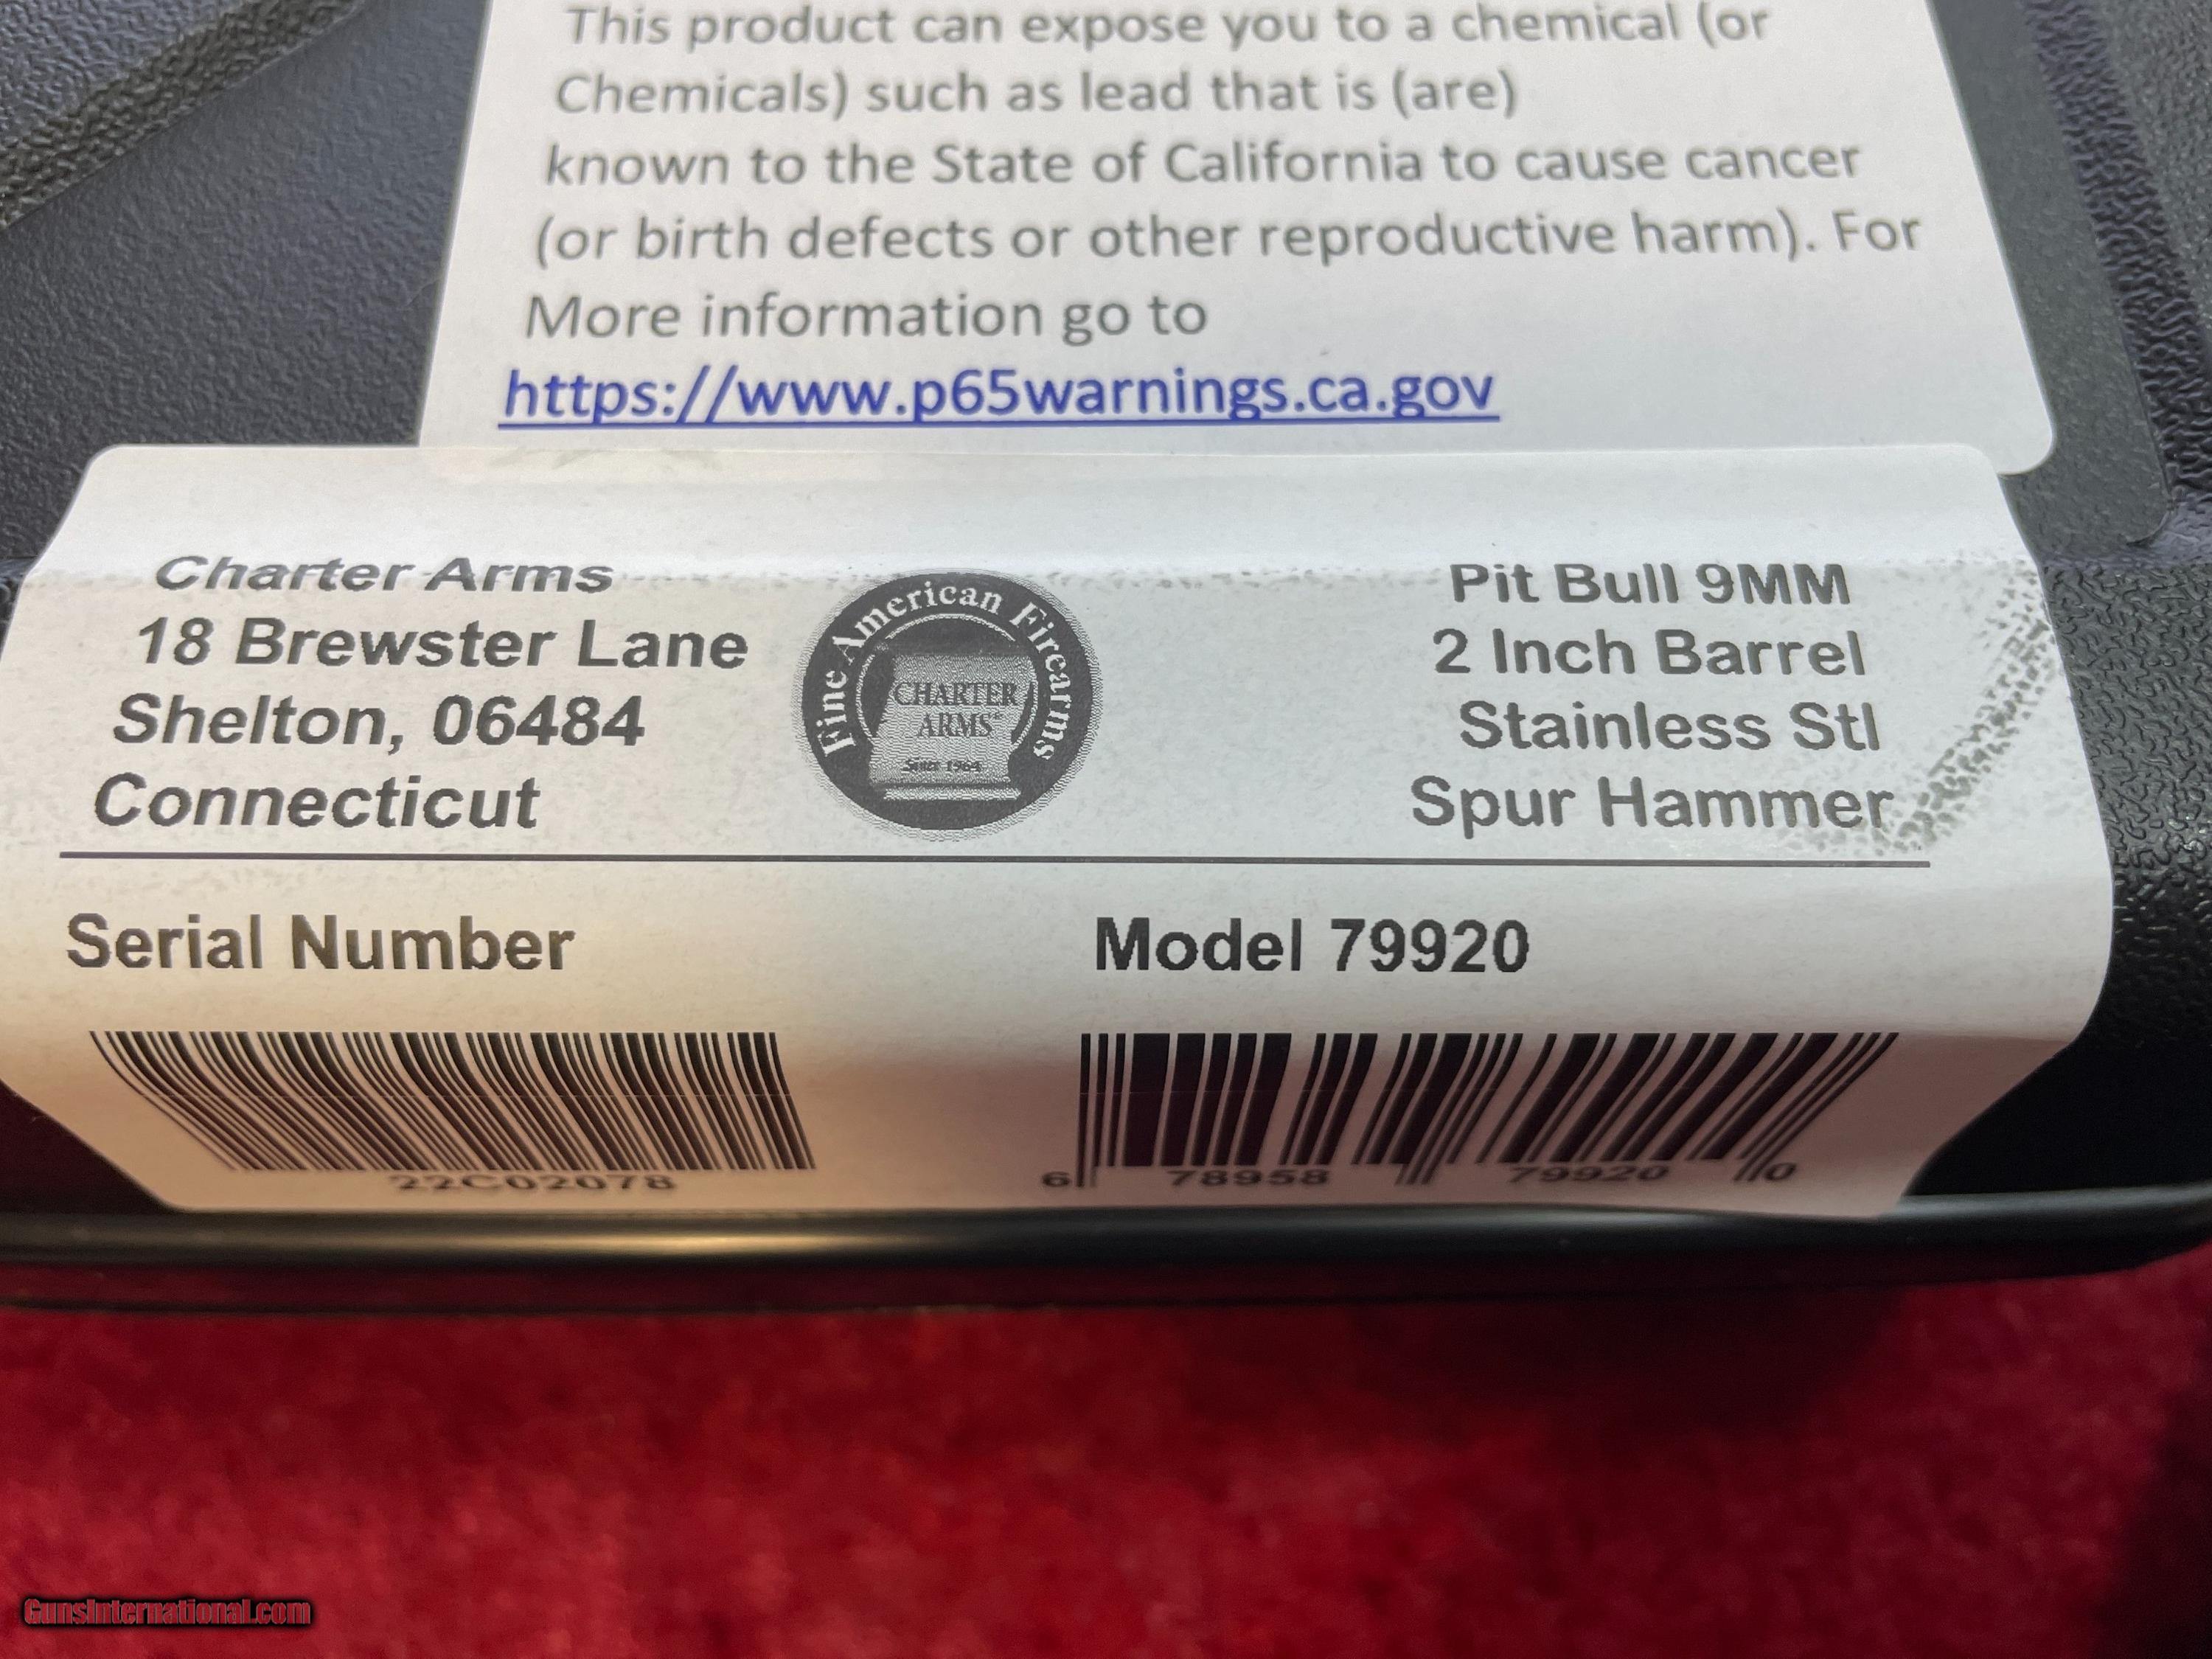 This product can expose you to a chemical (or
Chemicals) such as lead that is (are)
known to the State of California to cause cancer
(or birth defects or other reproductive harm). For
More information go to
https://www.p65warnings.ca.gov
Charter Arms
18 Brewster Lane
Shelton, 06484
Connecticut
Fine American Firearms
CHARTER
ARMS
Since 1964
Pit Bull 9MM
2 Inch Barrel
Stainless Stl
Spur Hammer
Serial Number
Model 79920
22C02078
6 78958 79920 0
GunsInternational.com